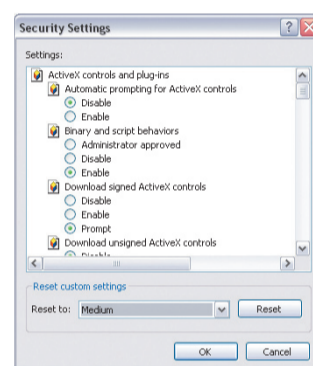 Security Settings
Settings:
ActiveX controls and plug-ins
Automatic prompting for ActiveX controls
Disable
Enable
Binary and script behaviors
Administrator approved
Disable
Enable
Download signed ActiveX controls
Disable
Enable
Prompt
Download unsigned ActiveX controls
Disable
Reset custom settings
Reset to: Medium Reset
OK Cancel